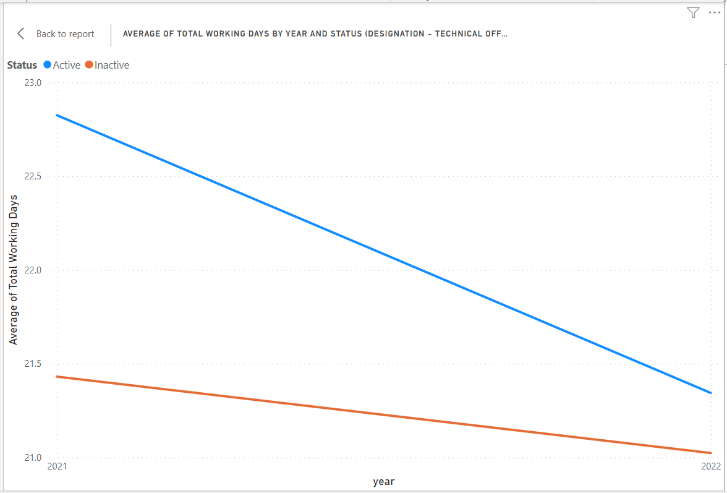 Back to report
AVERAGE OF TOTAL WORKING DAYS BY YEAR AND STATUS (DESIGNATION - TECHNICAL OFF...
Status Active Inactive
23.0
22.5
22.0
21.5
21.0
Average of Total Working Days
2021 2022
year